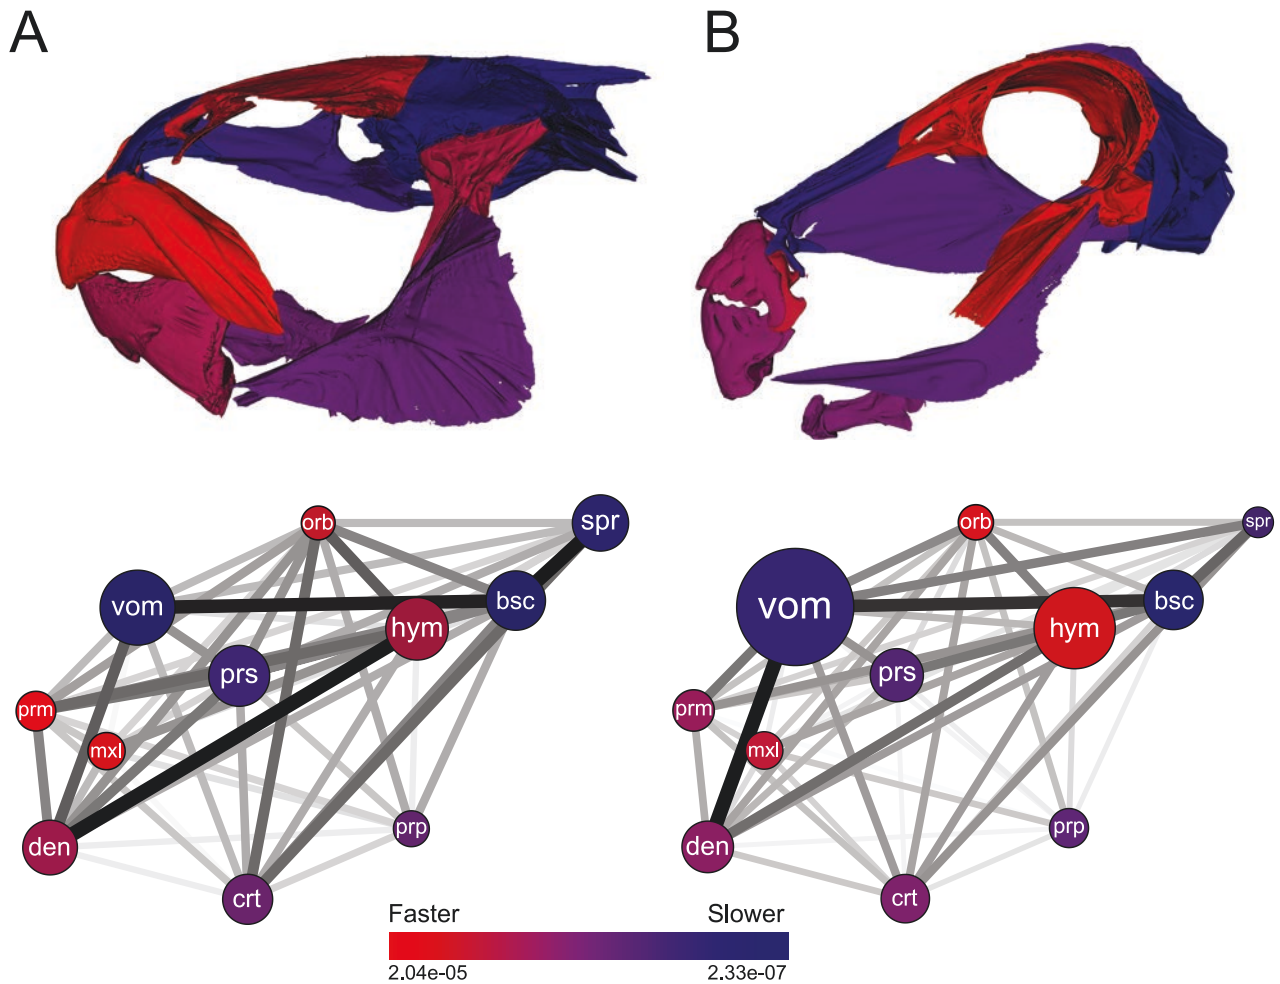 A
B
orb
spr
vom
bsc
hym
prs
prm
mxl
den
prp
crt
orb
spr
vom
bsc
hym
prs
prm
mxl
den
prp
crt
Faster
Slower
2.04e-05
2.33e-07